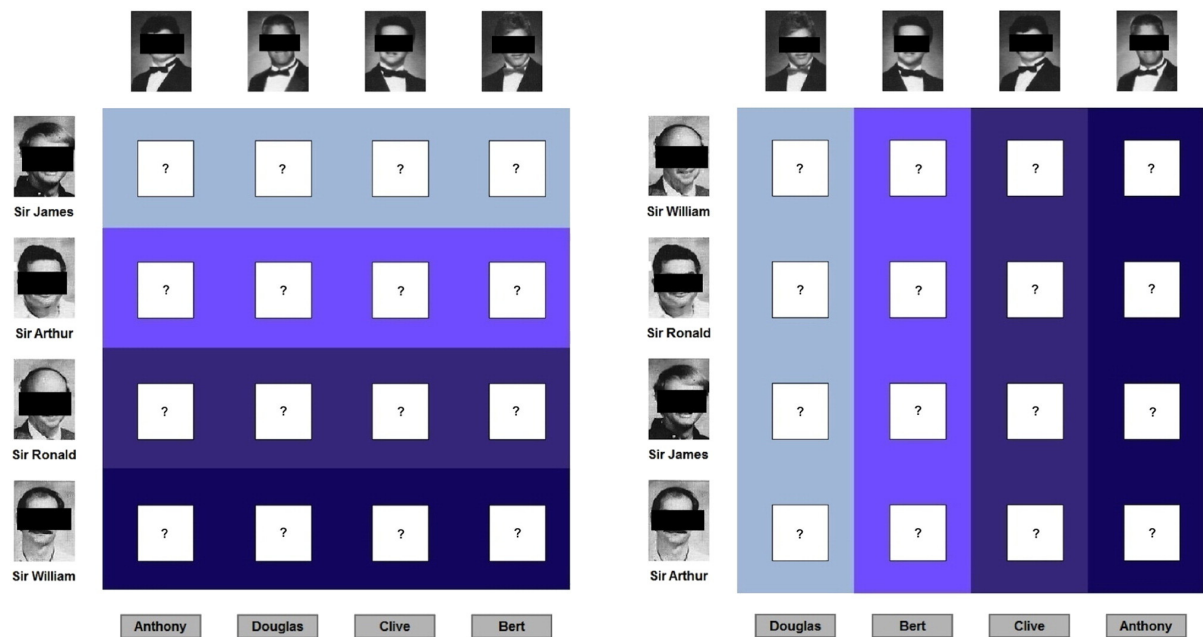 ? ? ? ?
Sir James
? ? ? ?
Sir Arthur
? ? ? ?
Sir Ronald
? ? ? ?
Sir William
Anthony Douglas Clive Bert
? ? ? ?
Sir William
? ? ? ?
Sir Ronald
? ? ? ?
Sir James
? ? ? ?
Sir Arthur
Douglas Bert Clive Anthony